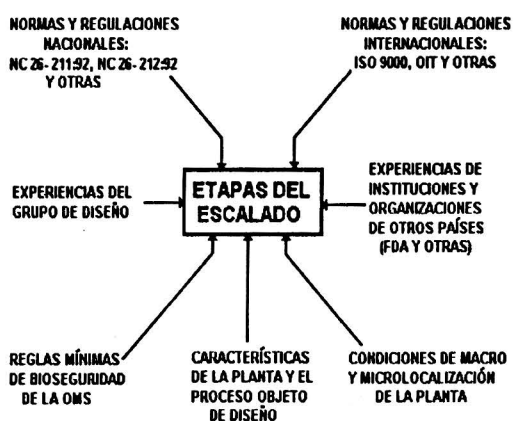 NORMAS Y REGULACIONES
NACIONALES:
NC 26-211:92, NC 26-212:92
Y OTRAS
NORMAS Y REGULACIONES
INTERNACIONALES:
ISO 9000, OIT Y OTRAS
EXPERIENCIAS DEL
GRUPO DE DISEÑO
ETAPAS DEL
ESCALADO
EXPERIENCIAS DE
INSTITUCIONES Y
ORGANIZACIONES
DE OTROS PAÍSES
(FDA Y OTRAS)
REGLAS MÍNIMAS
DE BIOSEGURIDAD
DE LA OMS
CARACTERÍSTICAS
DE LA PLANTA Y EL
PROCESO OBJETO
DE DISEÑO
CONDICIONES DE MACRO
Y MICROLOCALIZACIÓN
DE LA PLANTA